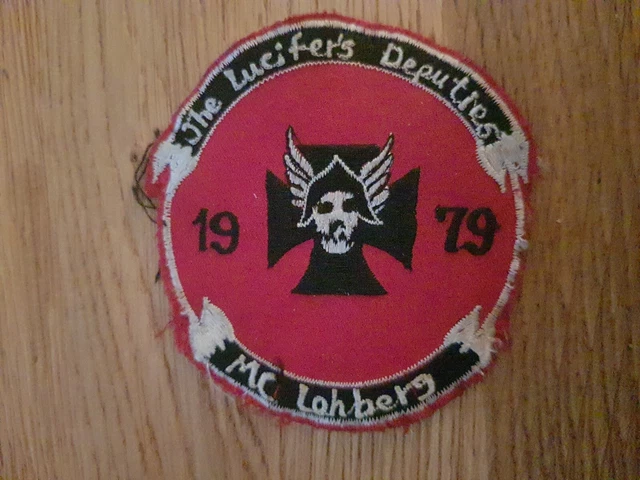 The Lucifer's Deputies
19 79
MC Lohberg